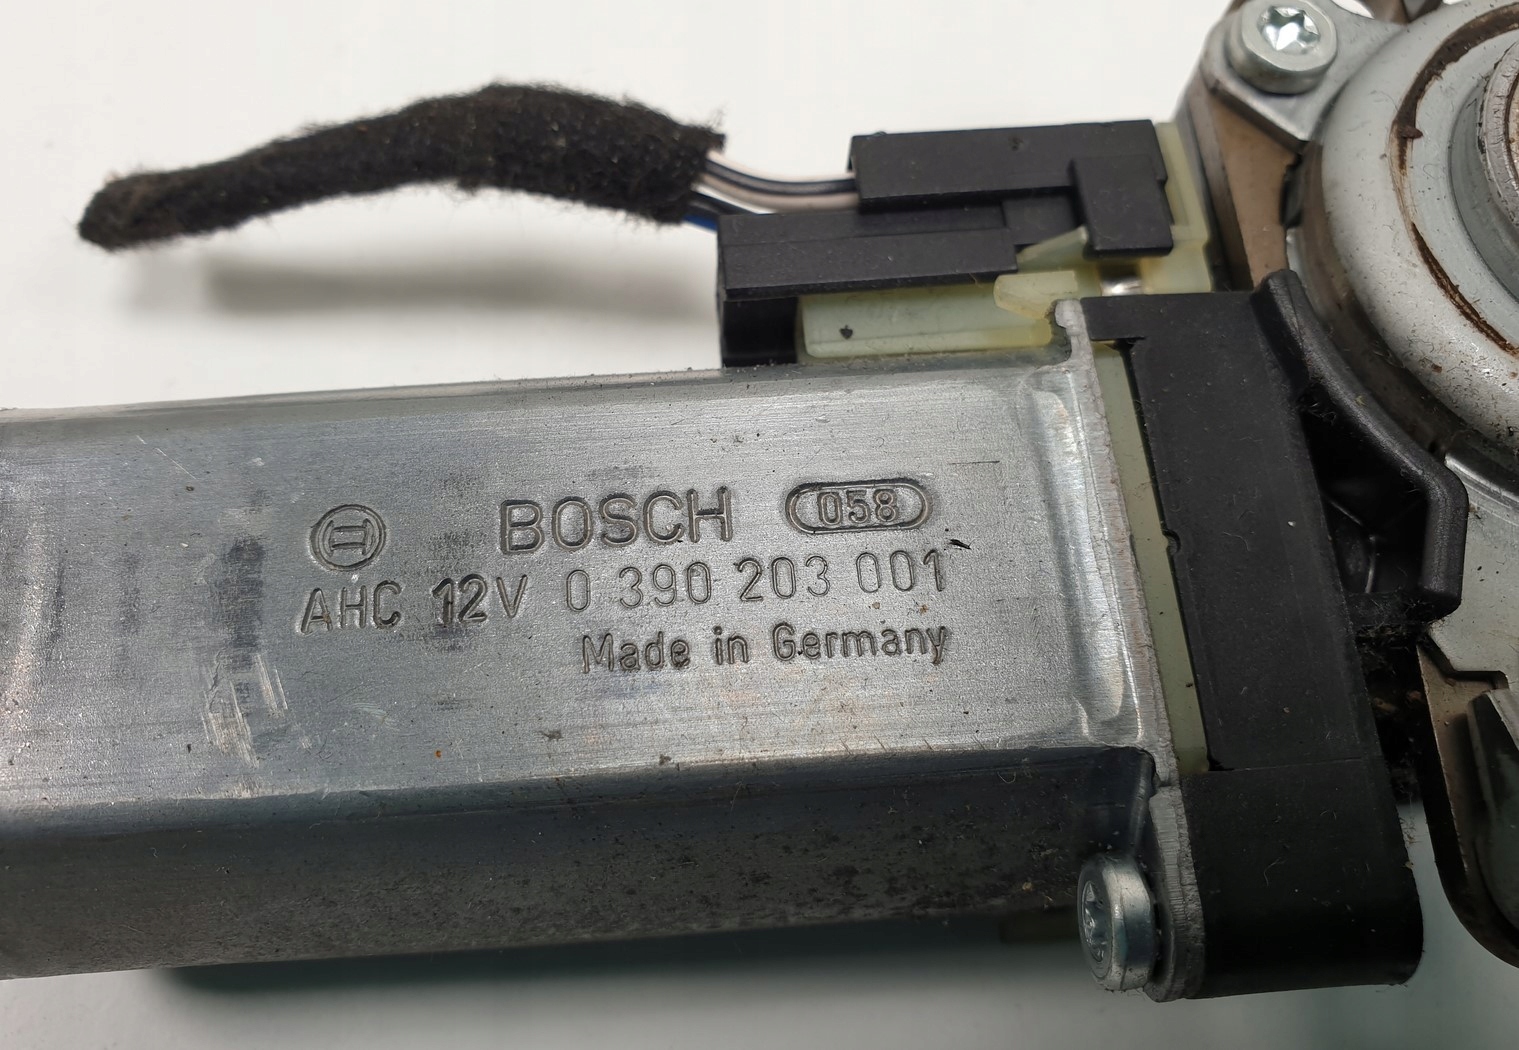 BOSCH 058
AHC 12V 0 390 203 001
Made in Germany